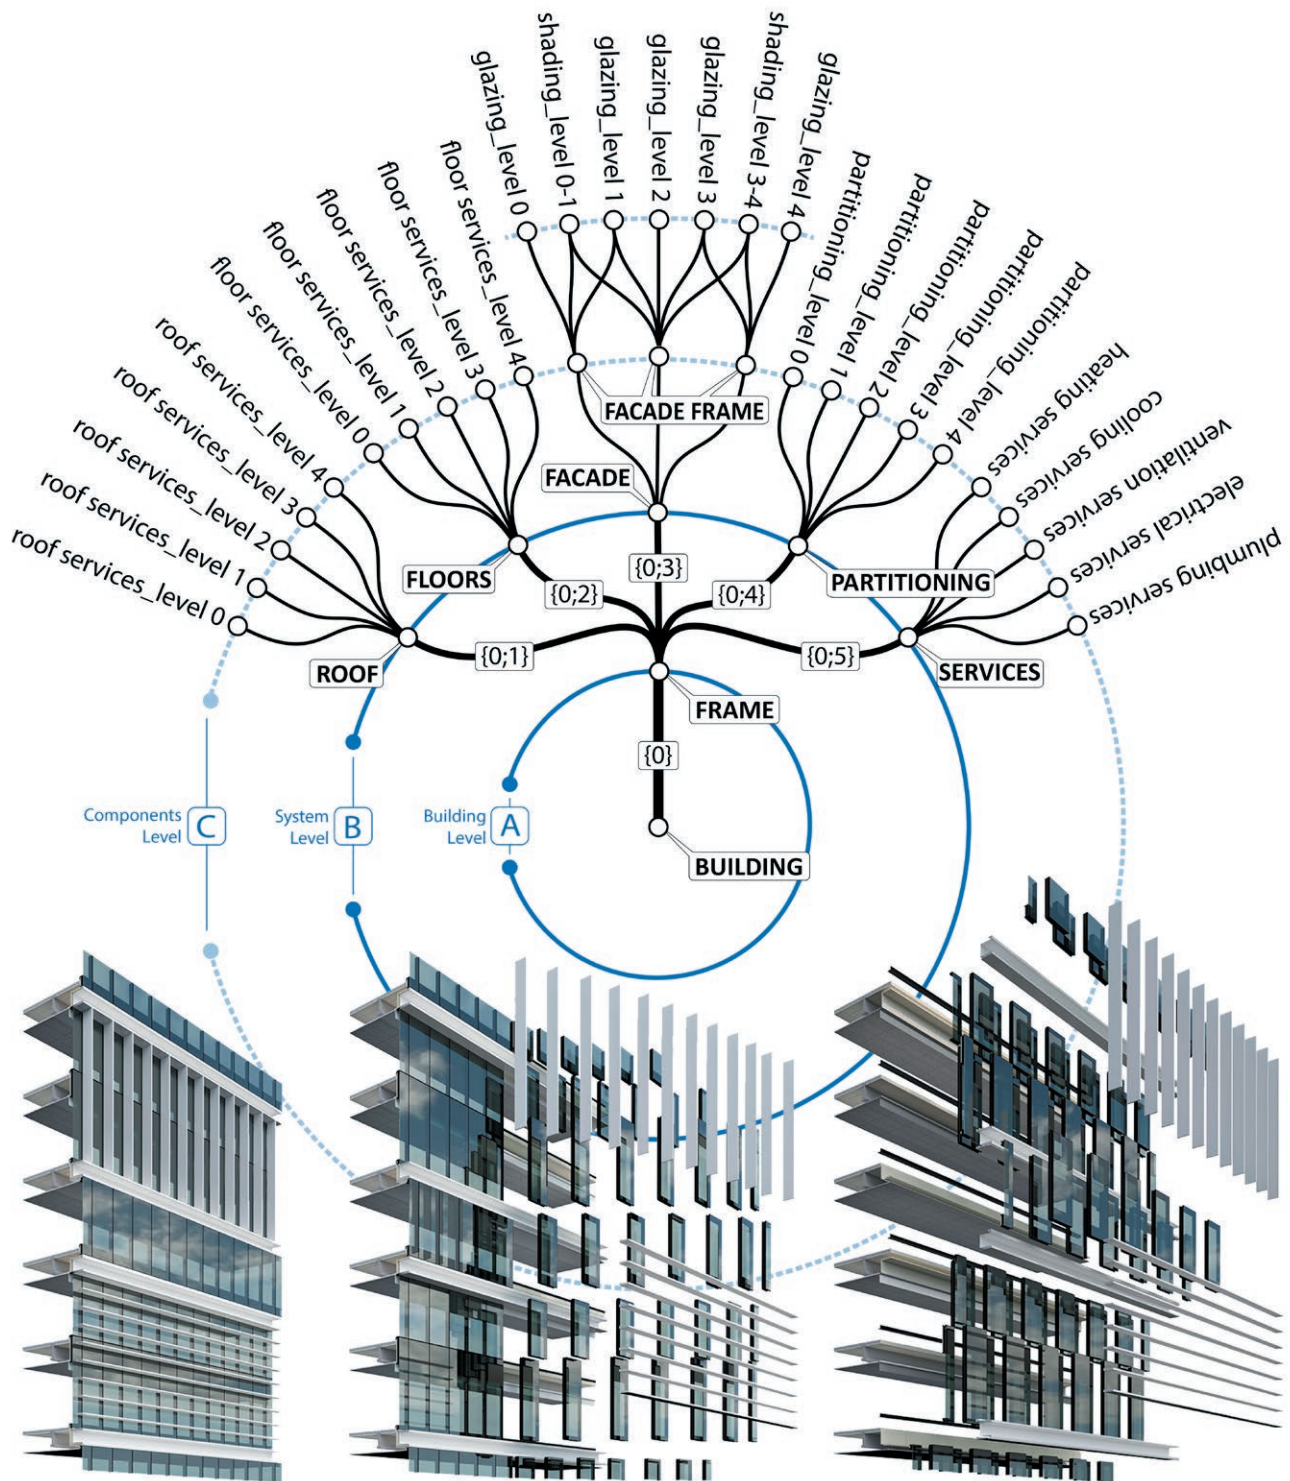 glazing_level 0
shading_level 0-1
glazing_level 1
glazing_level 2
glazing_level 3
shading_level 3-4
glazing_level 4
floor services_level 4
floor services_level 3
floor services_level 2
floor services_level 1
floor services_level 0
roof services_level 4
roof services_level 3
roof services_level 2
roof services_level 1
roof services_level 0
partitioning_level 0
partitioning_level 1
partitioning_level 2
partitioning_level 3
partitioning_level 4
heating services
cooling services
ventilation services
electrical services
plumbing services
FACADE FRAME
FACADE
FLOORS
PARTITIONING
{0;2}
{0;3}
{0;4}
ROOF
{0;1}
{0;5}
SERVICES
FRAME
{0}
Components
Level
C
System
Level
B
Building
Level
A
BUILDING